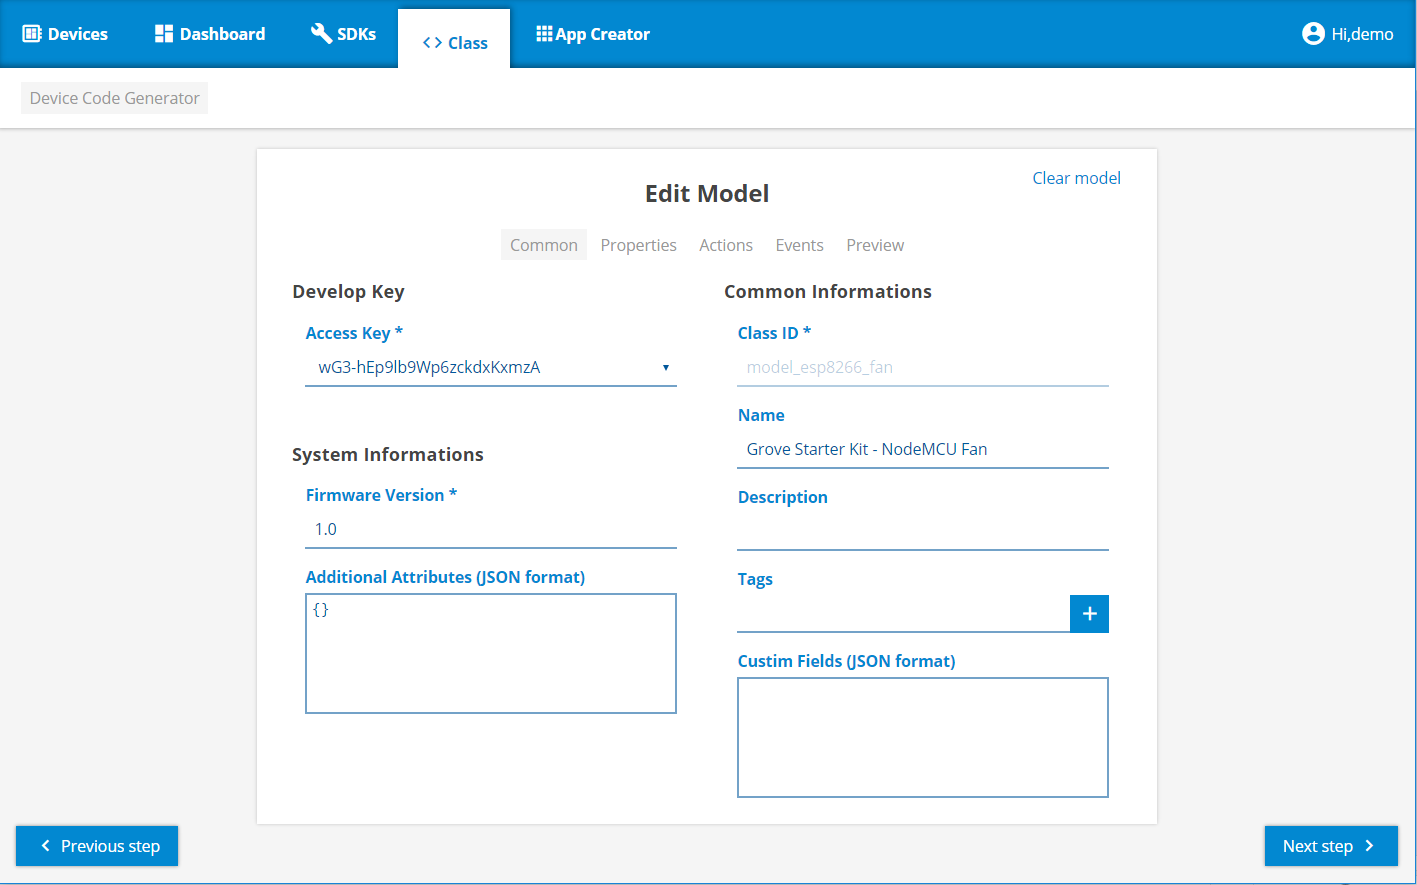 Devices Dashboard SDKs <> Class App Creator Hi,demo
Device Code Generator
Clear model
Edit Model
Common Properties Actions Events Preview
Develop Key
Access Key *
wG3-hEp9lb9Wp6zckdxKxmzA
System Informations
Firmware Version *
1.0
Additional Attributes (JSON format)
{}
Common Informations
Class ID *
model_esp8266_fan
Name
Grove Starter Kit - NodeMCU Fan
Description
Tags
+
Custim Fields (JSON format)
Previous step
Next step